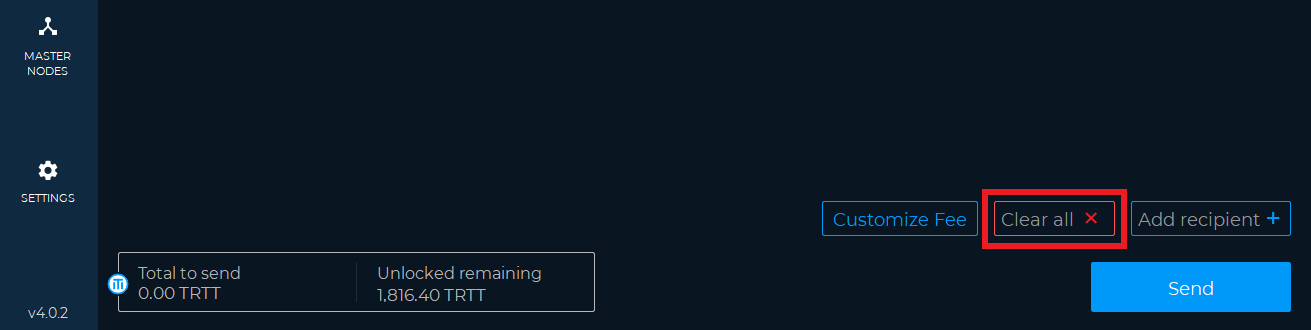 MASTER
NODES
SETTINGS
Customize Fee
Clear all
Add recipient +
Total to send
0.00 TRTT
Unlocked remaining
1,816.40 TRTT
Send
v4.0.2